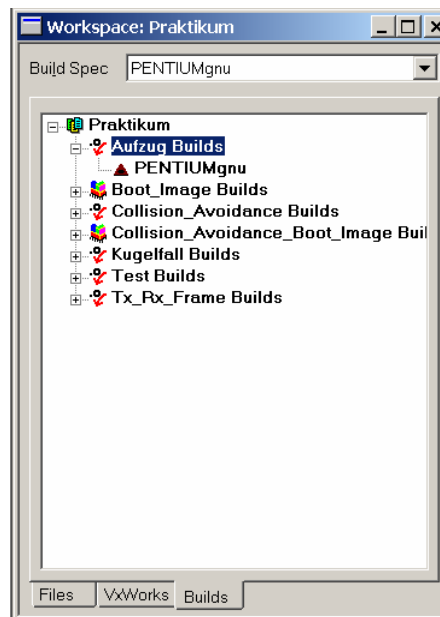 Workspace: Praktikum
Build Spec PENTIUMgnu
Praktikum
Aufzug Builds
PENTIUMgnu
Boot_Image Builds
Collision_Avoidance Builds
Collision_Avoidance_Boot_Image Buil
Kugelfall Builds
Test Builds
Tx_Rx_Frame Builds
Files VxWorks Builds